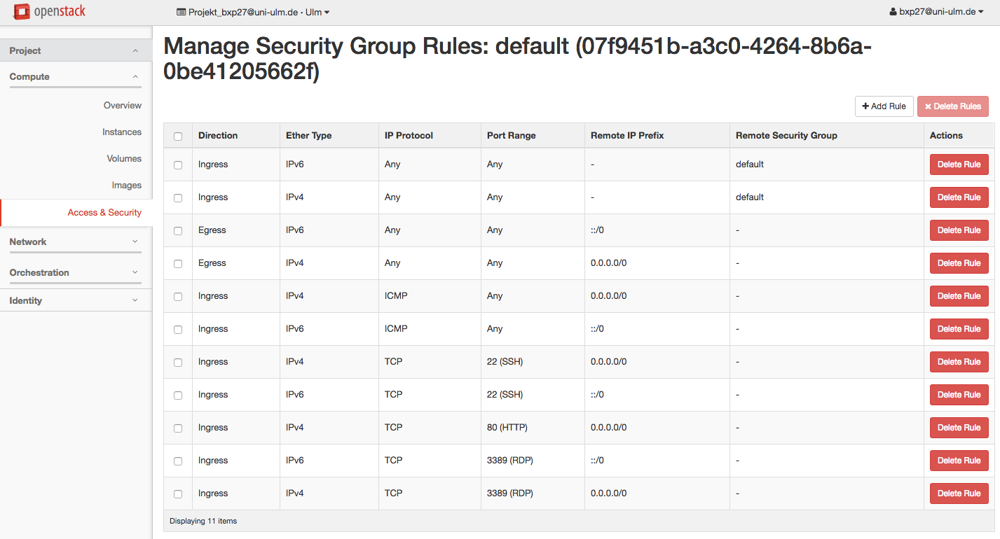 openstack
Projekt_bxp27@uni-ulm.de · Ulm
bxp27@uni-ulm.de
Project
Compute
Overview
Instances
Volumes
Images
Access & Security
Network
Orchestration
Identity
Manage Security Group Rules: default (07f9451b-a3c0-4264-8b6a-
0be41205662f)
Add Rule
Delete Rules
Direction Ether Type IP Protocol Port Range Remote IP Prefix Remote Security Group Actions
Ingress IPv6 Any Any - default Delete Rule
Ingress IPv4 Any Any - default Delete Rule
Egress IPv6 Any Any ::/0 - Delete Rule
Egress IPv4 Any Any 0.0.0.0/0 - Delete Rule
Ingress IPv4 ICMP Any 0.0.0.0/0 - Delete Rule
Ingress IPv6 ICMP Any ::/0 - Delete Rule
Ingress IPv4 TCP 22 (SSH) 0.0.0.0/0 - Delete Rule
Ingress IPv6 TCP 22 (SSH) ::/0 - Delete Rule
Ingress IPv4 TCP 80 (HTTP) 0.0.0.0/0 - Delete Rule
Ingress IPv6 TCP 3389 (RDP) ::/0 - Delete Rule
Ingress IPv4 TCP 3389 (RDP) 0.0.0.0/0 - Delete Rule
Displaying 11 items